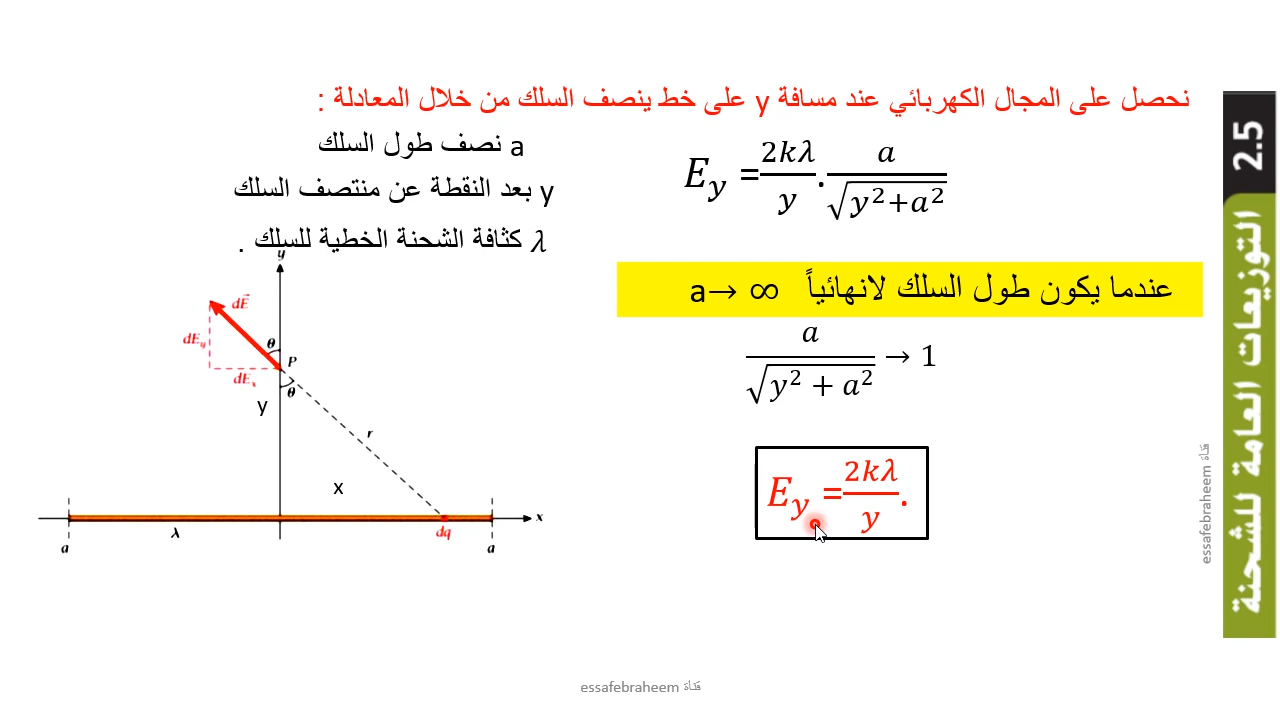 نحصل على المجال الكهربائي عند مسافة y على خط ينصف السلك من خلال المعادلة :
a نصف طول السلك
y بعد النقطة عن منتصف السلك
λ كثافة الشحنة الخطية للسلك .
E_y = 2kλ/y . a/√(y²+a²)
عندما يكون طول السلك لانهائياً a→ ∞
a/√(y² + a²) → 1
E_y = 2kλ/y .
y
dE⃗
dE_y
θ
P
dE_x
θ
y
r
x
x
λ
dq
a
a
2.5 التوزيعات العامة للشحنة
قناة essafebraheem
قناة essafebraheem